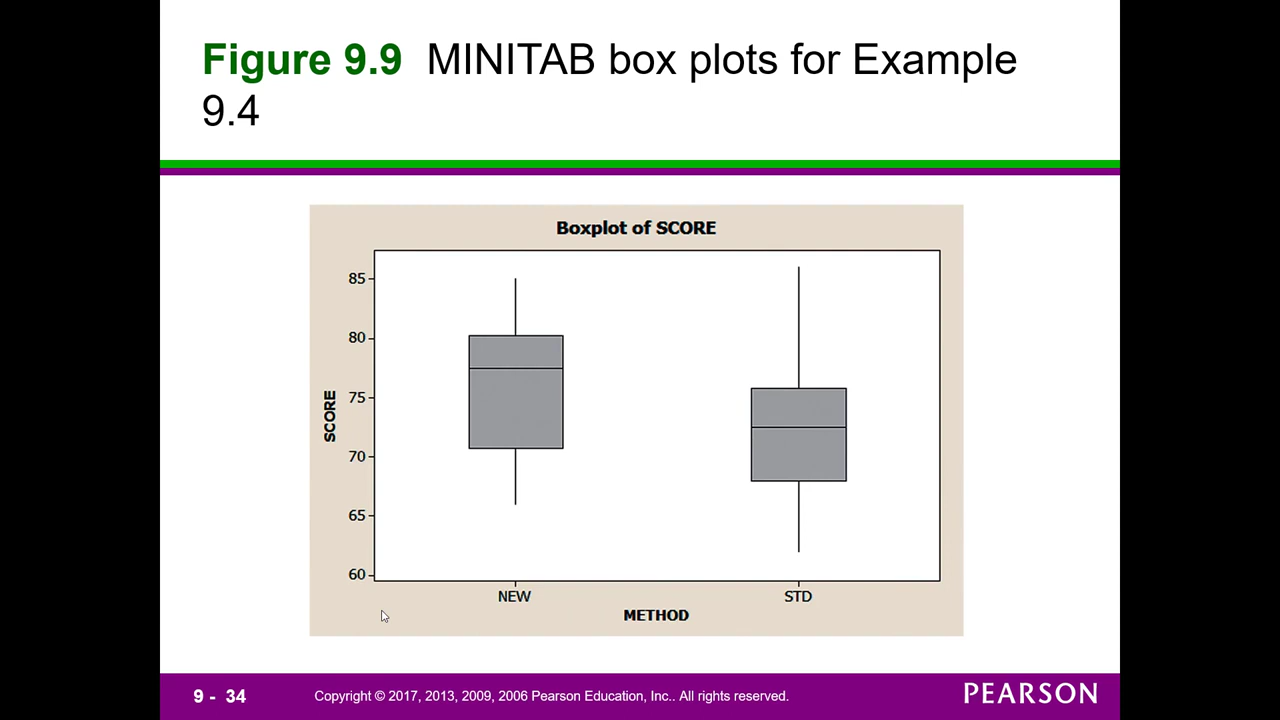 Figure 9.9 MINITAB box plots for Example
9.4
Boxplot of SCORE
85
80
75
70
65
60
SCORE
NEW
STD
METHOD
9 - 34
Copyright © 2017, 2013, 2009, 2006 Pearson Education, Inc.. All rights reserved.
PEARSON